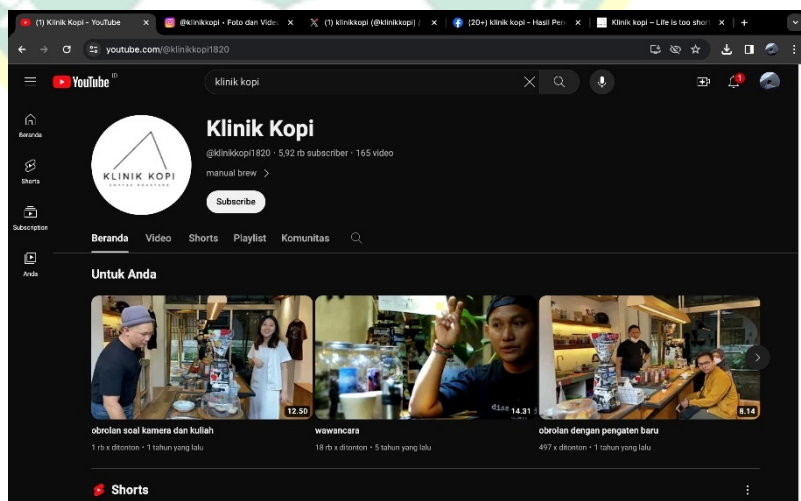 (1) Klinik Kopi - YouTube
@klinikkopi • Foto dan Vide
(1) klinikkopi (@klinikkopi) /
(20+) klinik kopi - Hasil Pen
Klinik kopi – Life is too short
youtube.com/@klinikkopi1820
YouTube ID
klinik kopi
Beranda
Shorts
Subscription
Anda
KLINIK KOPI
COFFEE ROASTERS
Klinik Kopi
@klinikkopi1820 · 5,92 rb subscriber · 165 video
manual brew >
Subscribe
Beranda Video Shorts Playlist Komunitas
Untuk Anda
12.50
14.31
8.14
obrolan soal kamera dan kuliah
1 rb x ditonton • 1 tahun yang lalu
wawancara
18 rb x ditonton • 5 tahun yang lalu
obrolan dengan pengaten baru
497 x ditonton • 1 tahun yang lalu
Shorts